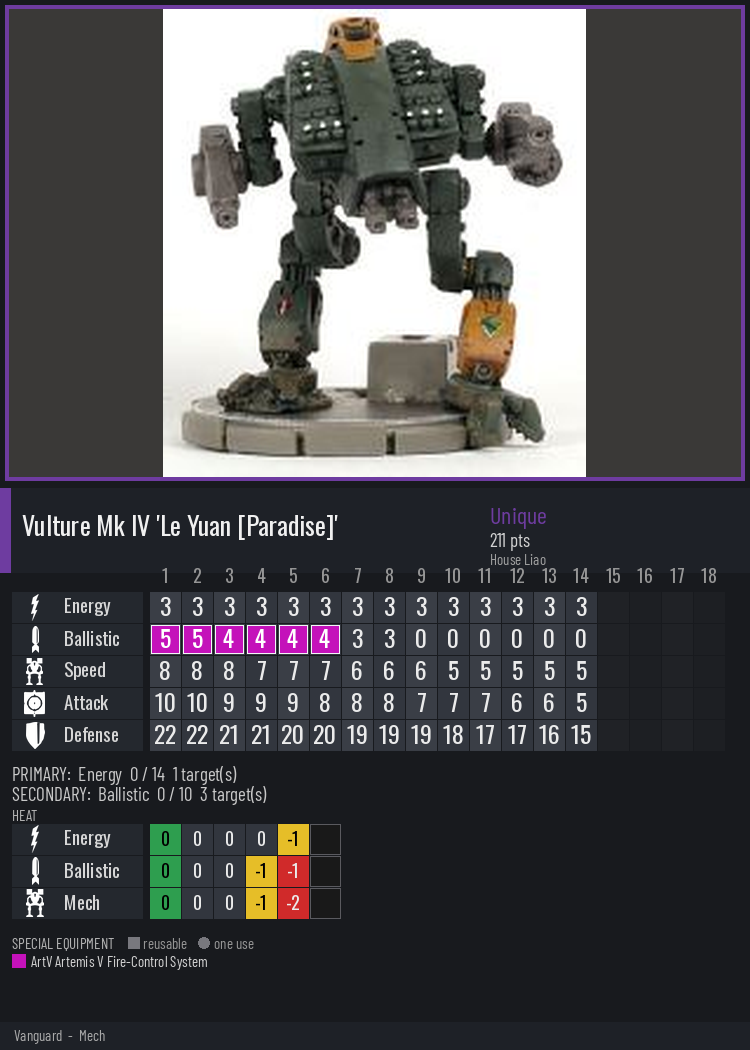 Vulture Mk IV 'Le Yuan [Paradise]'
Unique
211 pts
House Liao
1 2 3 4 5 6 7 8 9 10 11 12 13 14 15 16 17 18
Energy 3 3 3 3 3 3 3 3 3 3 3 3 3 3
Ballistic 5 5 4 4 4 4 3 3 0 0 0 0 0 0
Speed 8 8 8 7 7 7 6 6 6 5 5 5 5 5
Attack 10 10 9 9 9 8 8 8 7 7 7 6 6 5
Defense 22 22 21 21 20 20 19 19 19 18 17 17 16 15
PRIMARY: Energy 0 / 14 1 target(s)
SECONDARY: Ballistic 0 / 10 3 target(s)
HEAT
Energy 0 0 0 0 -1
Ballistic 0 0 0 -1 -1
Mech 0 0 0 -1 -2
SPECIAL EQUIPMENT reusable one use
ArtV Artemis V Fire-Control System
Vanguard - Mech